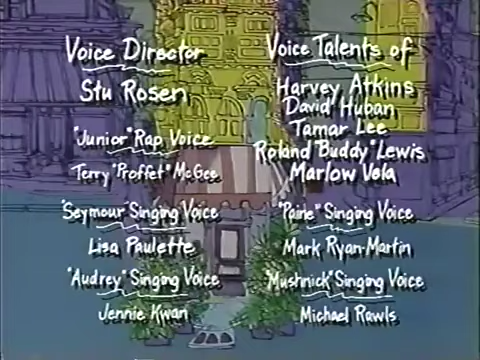 Voice Director
Stu Rosen
"Junior" Rap Voice
Terry "Proffet" McGee
"Seymour" Singing Voice
Lisa Paulette
"Audrey" Singing Voice
Jennie Kwan
Voice Talents of
Harvey Atkins
David Huban
Tamar Lee
Roland "Buddy" Lewis
Marlow Vela
"Paine" Singing Voice
Mark Ryan-Martin
"Mushnick" Singing Voice
Michael Rawls